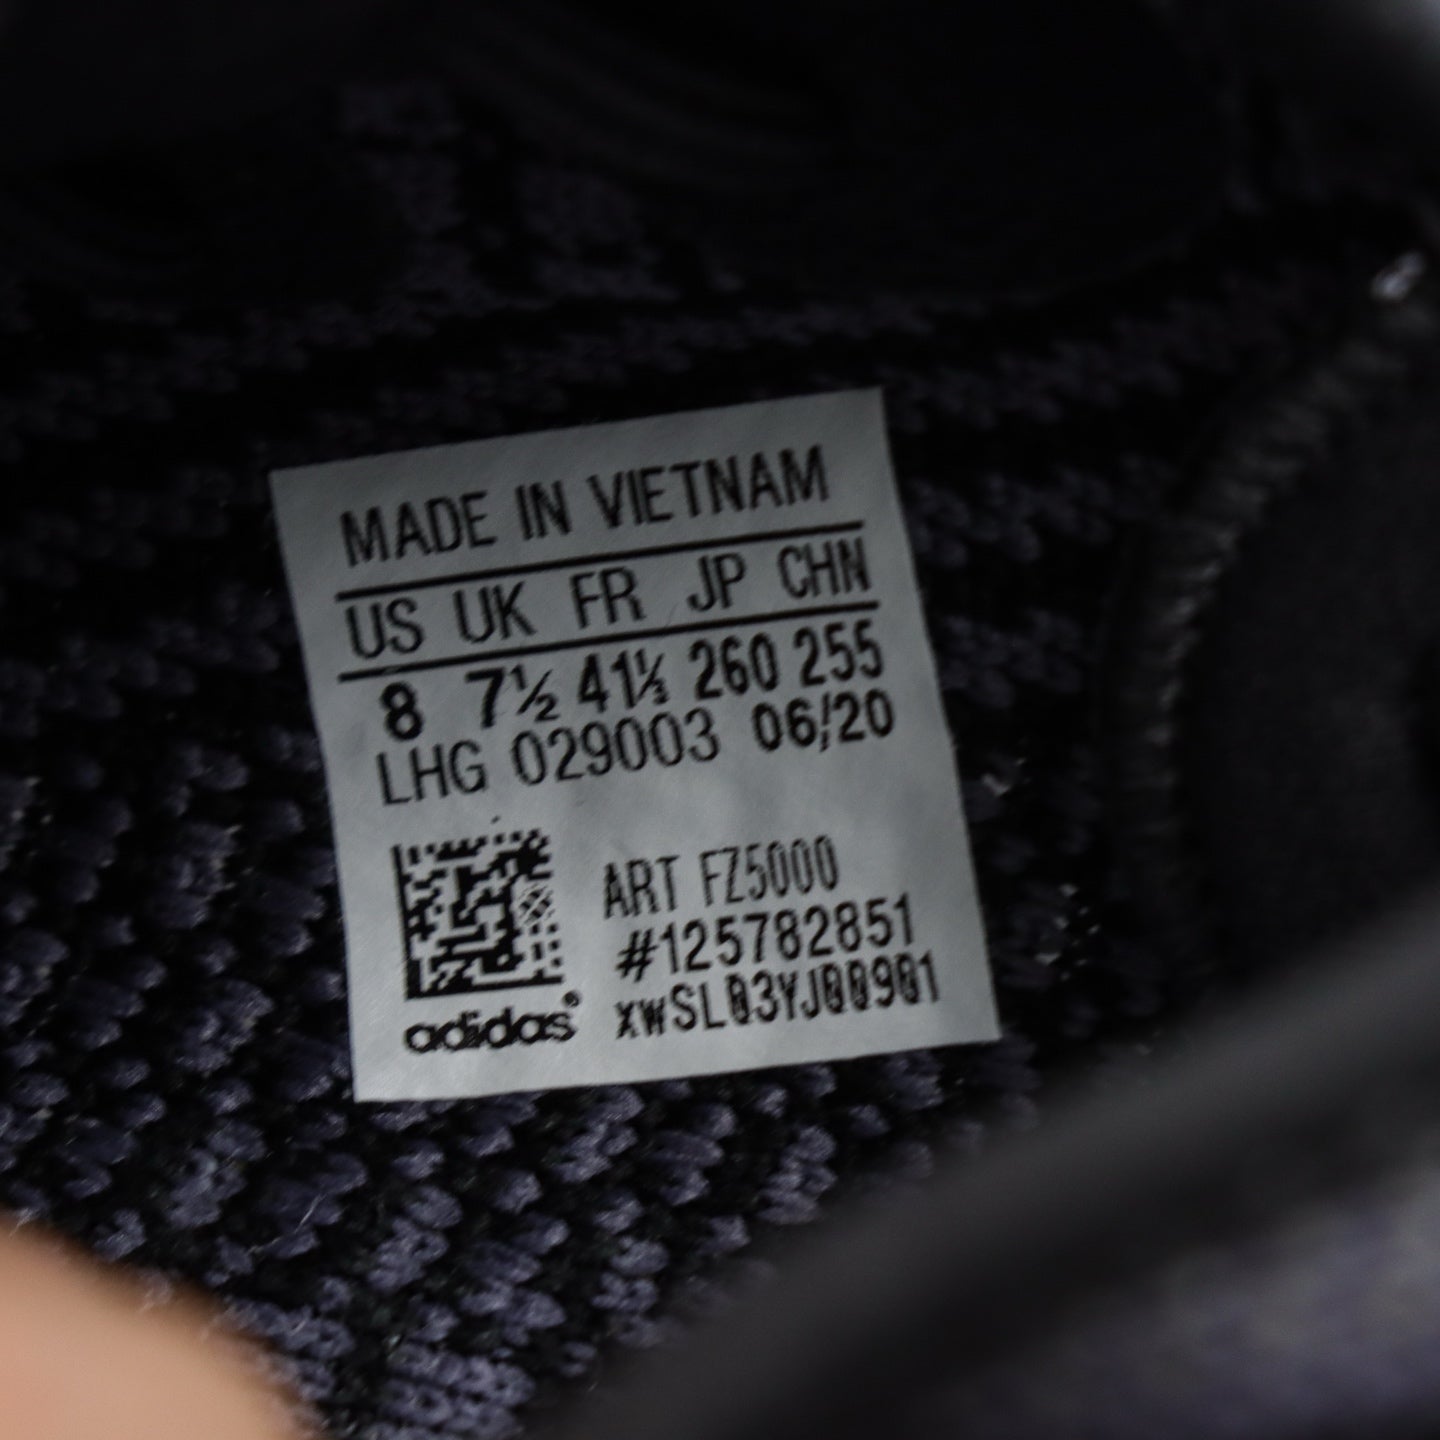 MADE IN VIETNAM
US UK FR JP CHN
8 7½ 41⅓ 260 255
LHG 029003 06/20
ART FZ5000
#125782851
xwSL03YJ00901
adidas®